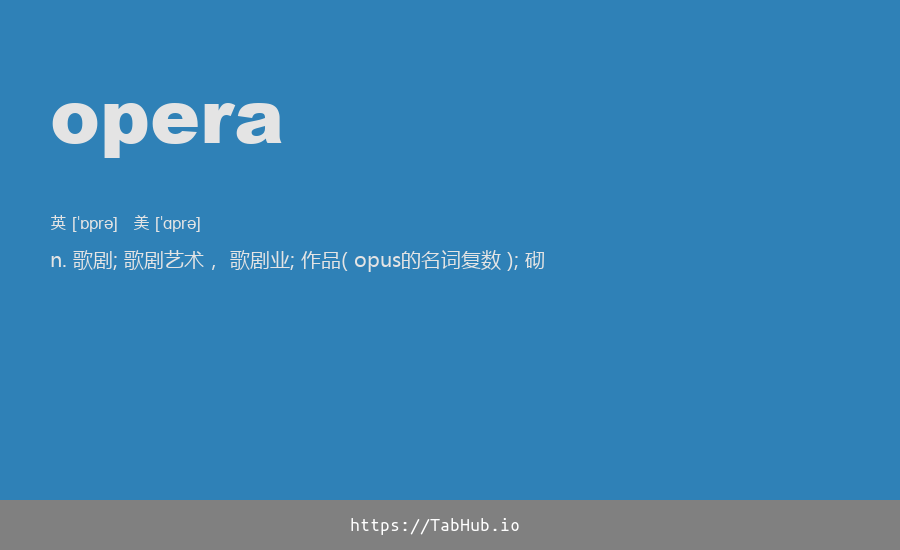 opera
英 [ˈɒprə] 美 [ˈɑprə]
n. 歌剧; 歌剧艺术 ，歌剧业; 作品( opus的名词复数 ); 砌
https://TabHub.io